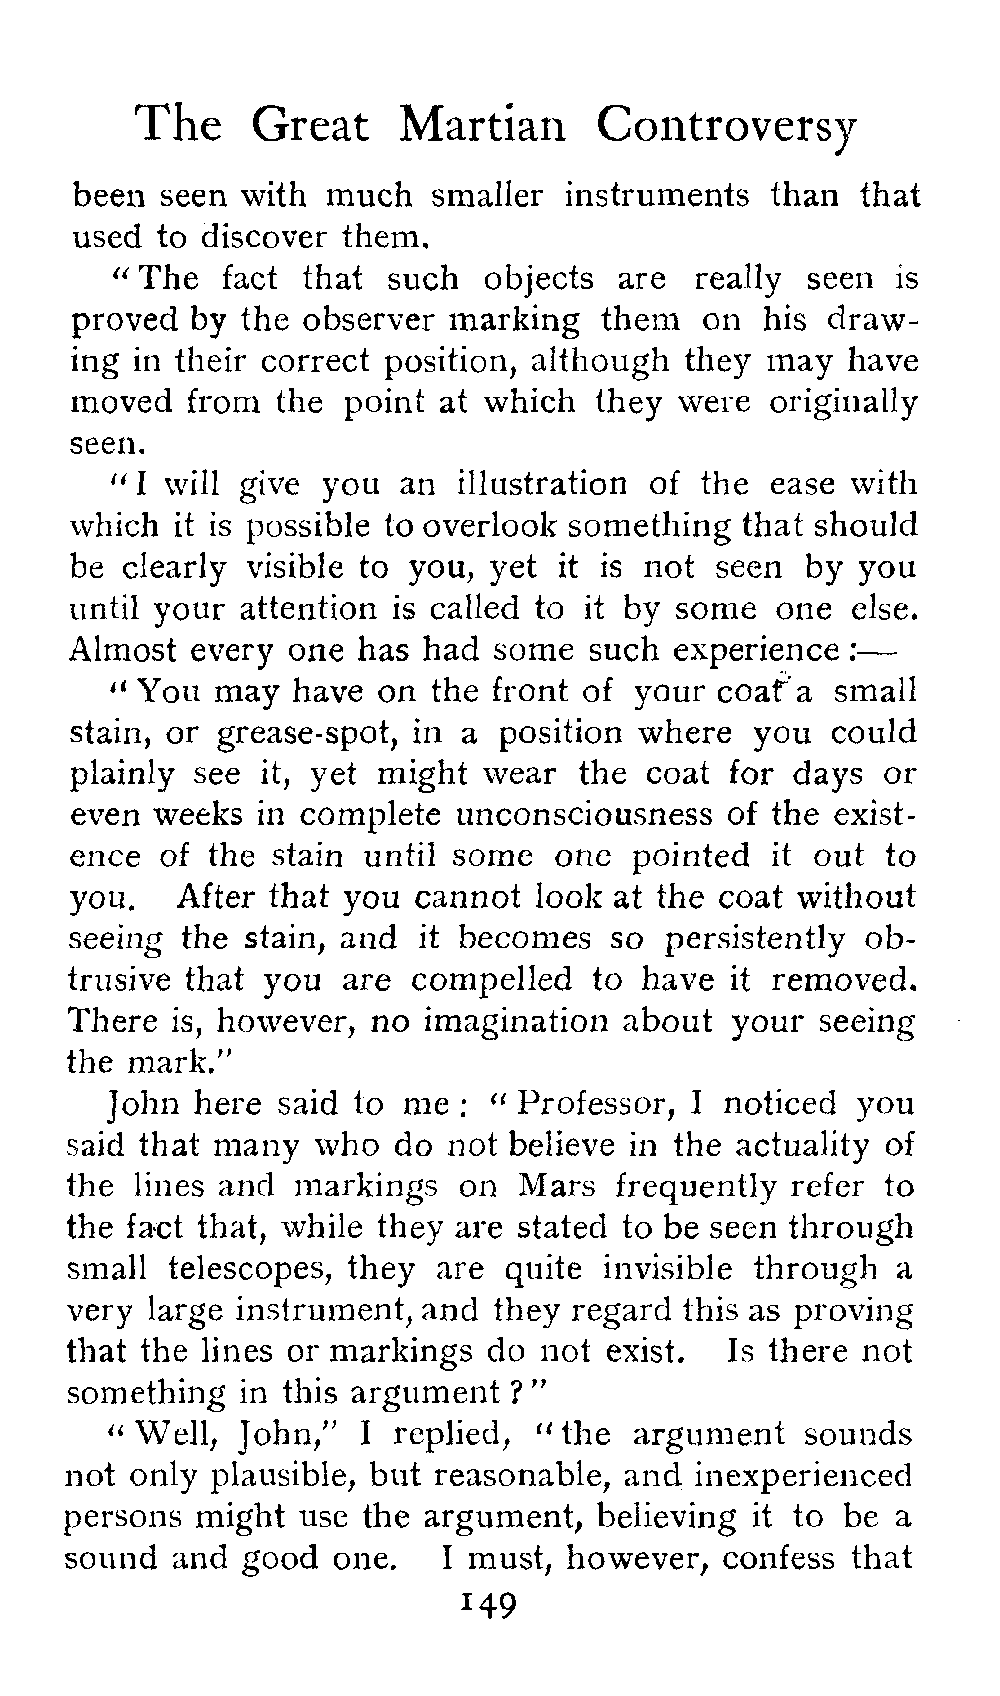 The Great Martian Controversy
been seen with much smaller instruments than that
used to discover them.
"The fact that such objects are really seen is
proved by the observer marking them on his draw-
ing in their correct position, although they may have
moved from the point at which they were originally
seen.
"I will give you an illustration of the ease with
which it is possible to overlook something that should
be clearly visible to you, yet it is not seen by you
until your attention is called to it by some one else.
Almost every one has had some such experience:—
"You may have on the front of your coat a small
stain, or grease-spot, in a position where you could
plainly see it, yet might wear the coat for days or
even weeks in complete unconsciousness of the exist-
ence of the stain until some one pointed it out to
you. After that you cannot look at the coat without
seeing the stain, and it becomes so persistently ob-
trusive that you are compelled to have it removed.
There is, however, no imagination about your seeing
the mark."
John here said to me: "Professor, I noticed you
said that many who do not believe in the actuality of
the lines and markings on Mars frequently refer to
the fact that, while they are stated to be seen through
small telescopes, they are quite invisible through a
very large instrument, and they regard this as proving
that the lines or markings do not exist. Is there not
something in this argument?"
"Well, John," I replied, "the argument sounds
not only plausible, but reasonable, and inexperienced
persons might use the argument, believing it to be a
sound and good one. I must, however, confess that
149